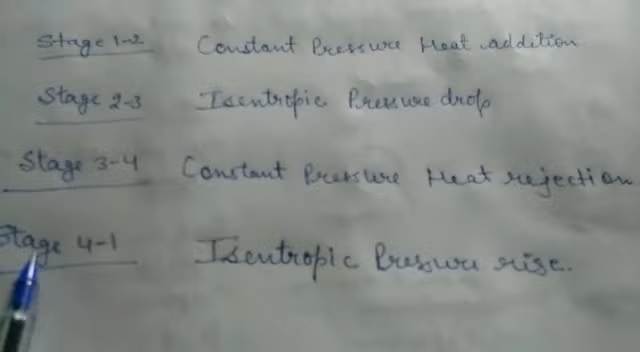 Stage 1-2 Constant Pressure Heat addition
Stage 2-3 Isentropic Pressure drop
Stage 3-4 Constant Pressure Heat rejection
Stage 4-1 Isentropic Pressure rise.